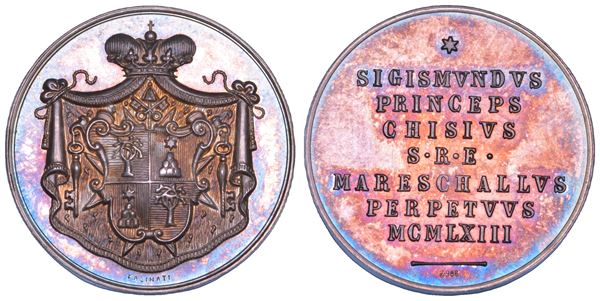 SIGISMVNDVS
PRINCEPS
CHISIVS
S·R·E·
MARESCHALLVS
PERPETVVS
MCMLXIII